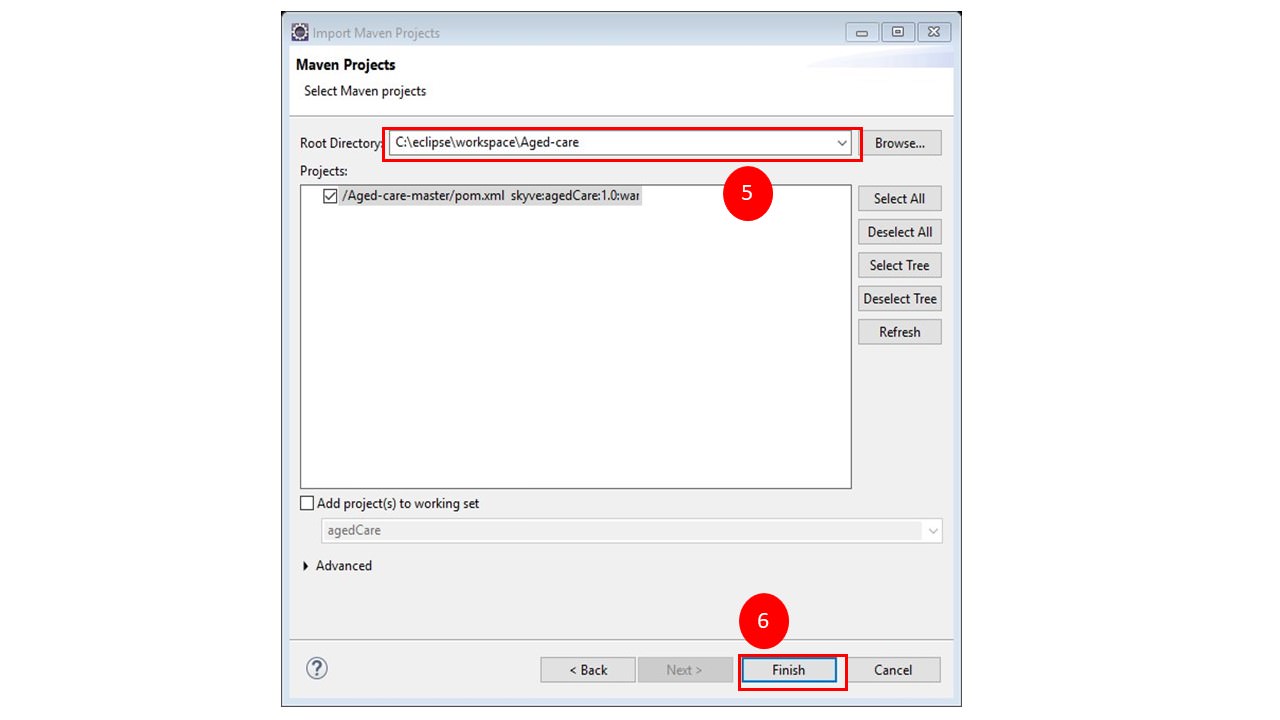 Import Maven Projects
Maven Projects
Select Maven projects
Root Directory: C:\eclipse\workspace\Aged-care Browse...
Projects:
/Aged-care-master/pom.xml skyve:agedCare:1.0:war
5
Select All
Deselect All
Select Tree
Deselect Tree
Refresh
Add project(s) to working set
agedCare
Advanced
6
? < Back Next > Finish Cancel